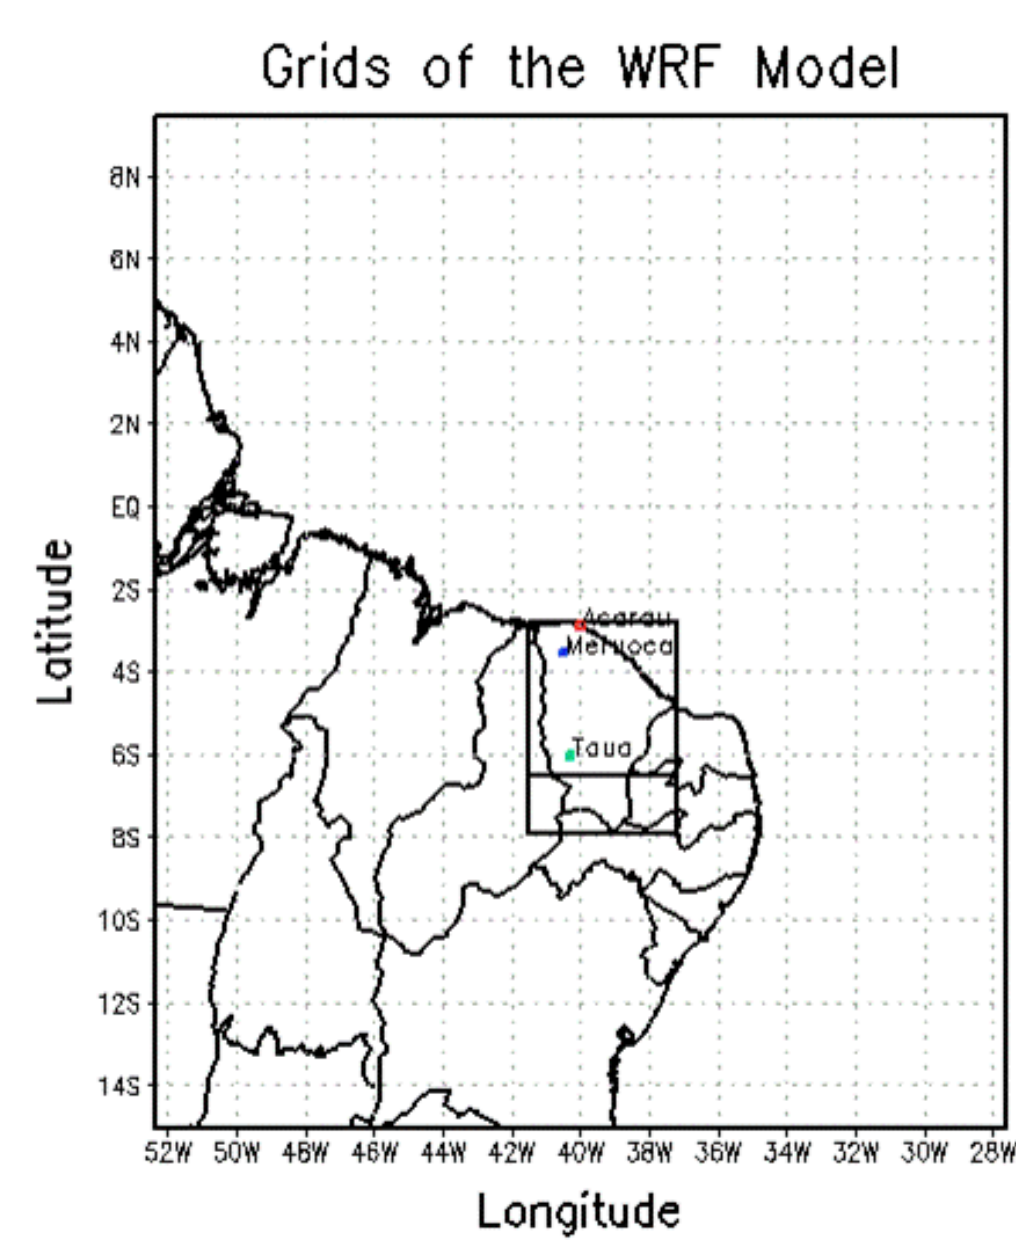 Grids of the WRF Model
8N
6N
4N
2N
EQ
2S
4S
6S
8S
10S
12S
14S
Latitude
Acarau
Meruoca
Taua
52W 50W 48W 46W 44W 42W 40W 38W 36W 34W 32W 30W 28W
Longitude